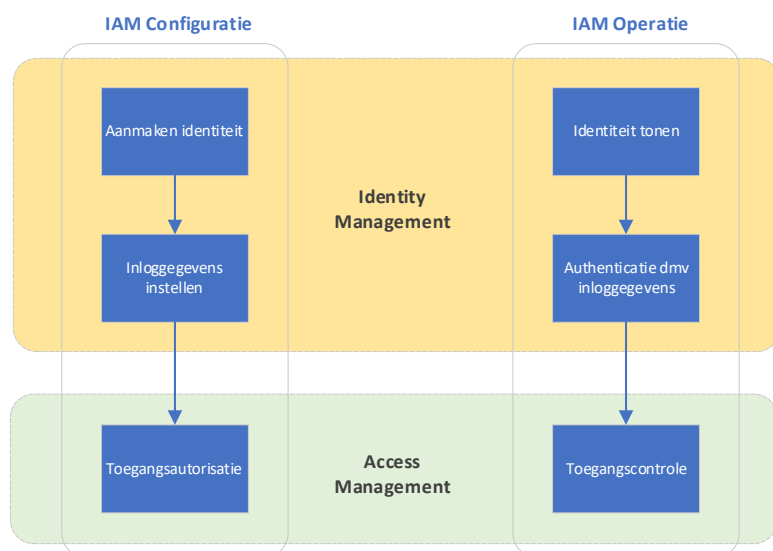 IAM Configuratie
IAM Operatie
Aanmaken identiteit
Identiteit tonen
Identity
Management
Inloggegevens
instellen
Authenticatie dmv
inloggegevens
Toegangsautorisatie
Access
Management
Toegangscontrole